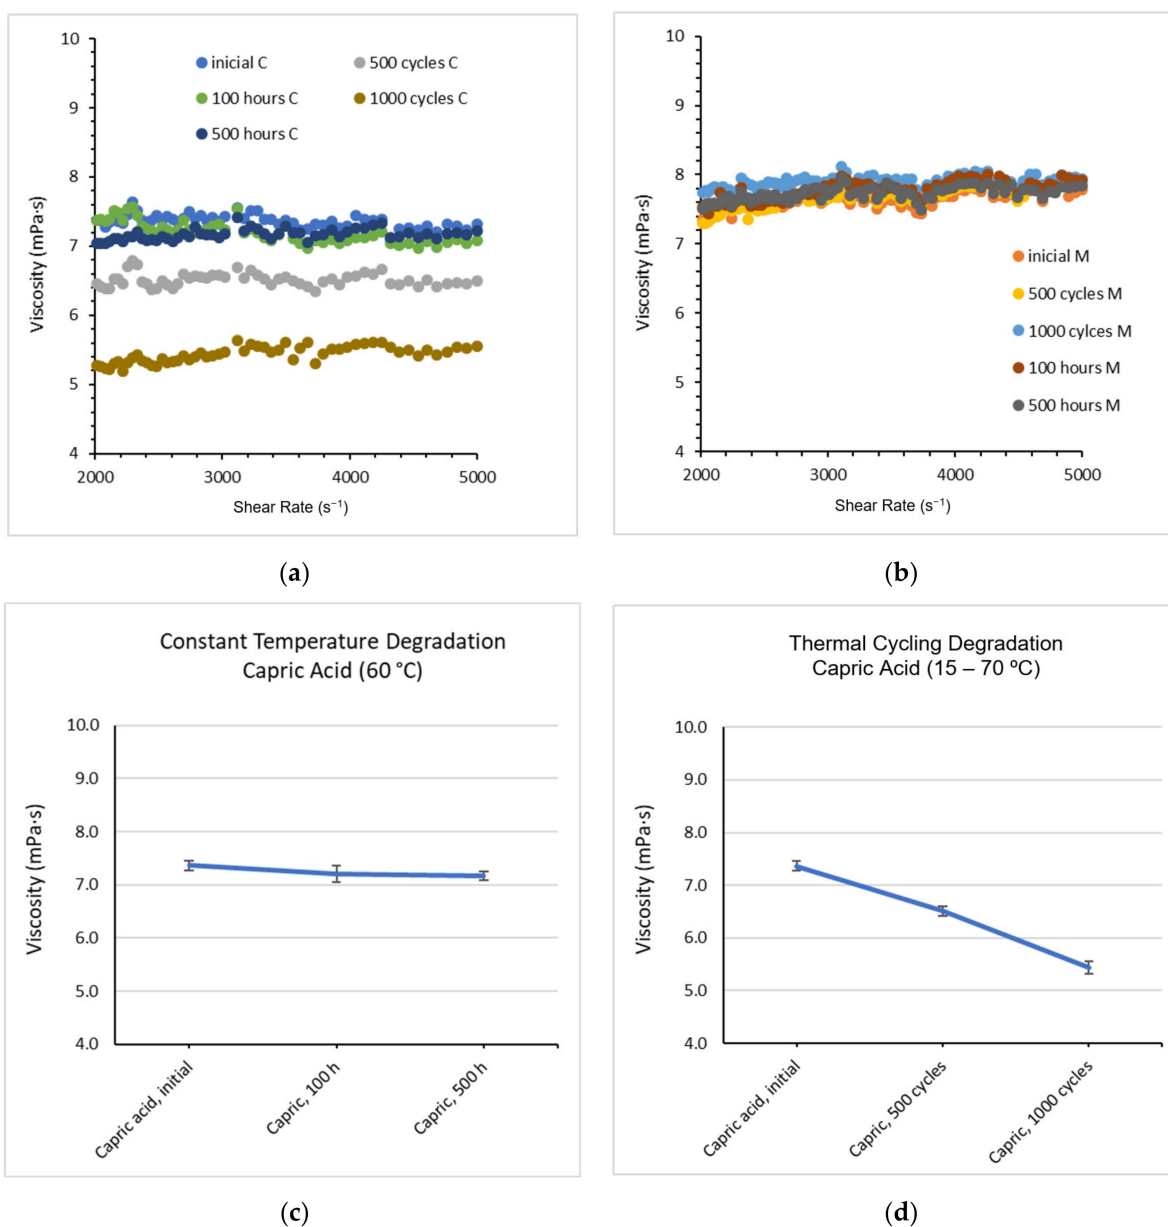 10
9
8
7
6
5
4
Viscosity (mPa·s)
inicial C
500 cycles C
100 hours C
1000 cycles C
500 hours C
2000
3000
4000
5000
Shear Rate (s⁻¹)
(a)
10
9
8
7
6
5
4
Viscosity (mPa·s)
inicial M
500 cycles M
1000 cylces M
100 hours M
500 hours M
2000
3000
4000
5000
Shear Rate (s⁻¹)
(b)
Constant Temperature Degradation
Capric Acid (60 °C)
10.0
9.0
8.0
7.0
6.0
5.0
4.0
Viscosity (mPa·s)
Capric acid, initial
Capric, 100 h
Capric, 500 h
(c)
Thermal Cycling Degradation
Capric Acid (15 – 70 ºC)
10.0
9.0
8.0
7.0
6.0
5.0
4.0
Viscosity (mPa·s)
Capric acid, initial
Capric, 500 cycles
Capric, 1000 cycles
(d)